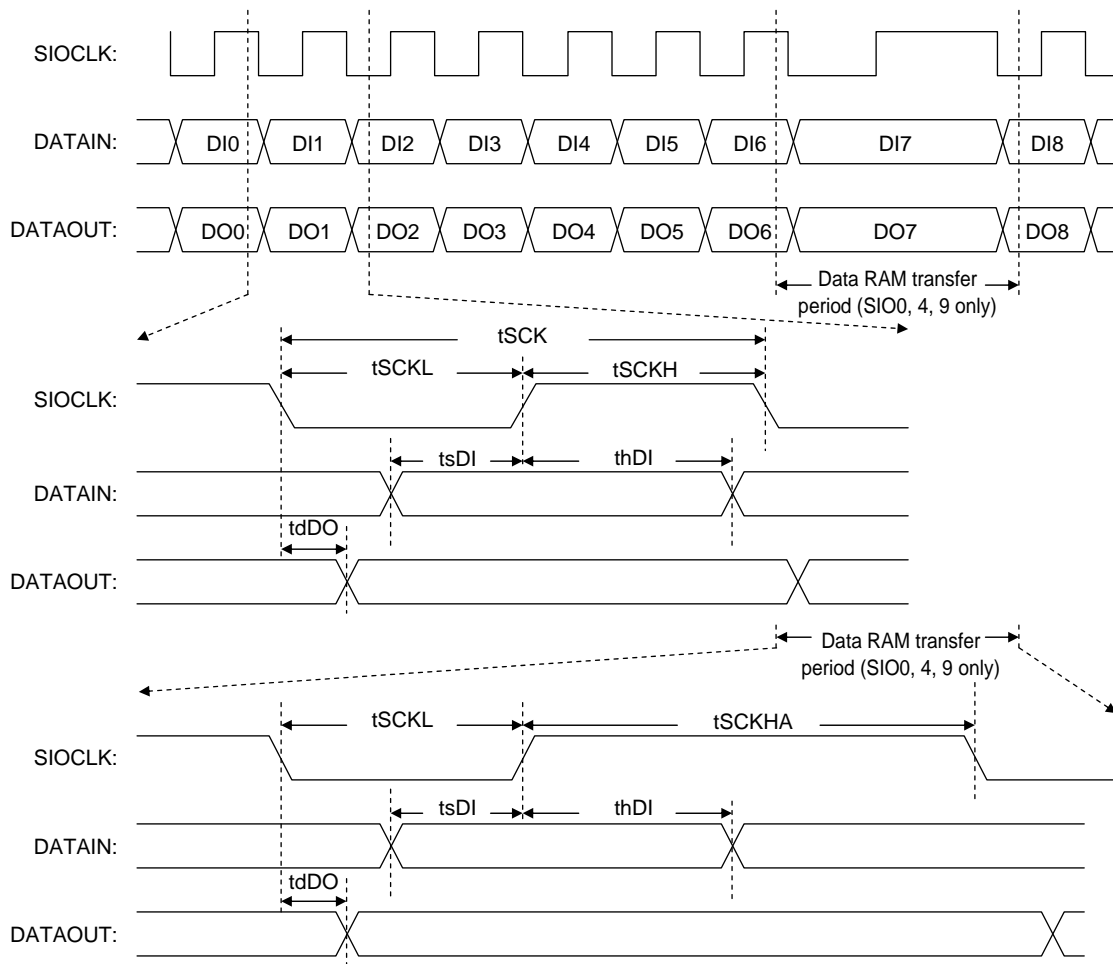 SIOCLK:
DATAIN: DI0 DI1 DI2 DI3 DI4 DI5 DI6 DI7 DI8
DATAOUT: DO0 DO1 DO2 DO3 DO4 DO5 DO6 DO7 DO8
Data RAM transfer
period (SIO0, 4, 9 only)
tSCK
tSCKL tSCKH
SIOCLK:
tsDI thDI
DATAIN:
tdDO
DATAOUT:
Data RAM transfer
period (SIO0, 4, 9 only)
tSCKL tSCKHA
SIOCLK:
tsDI thDI
DATAIN:
tdDO
DATAOUT: